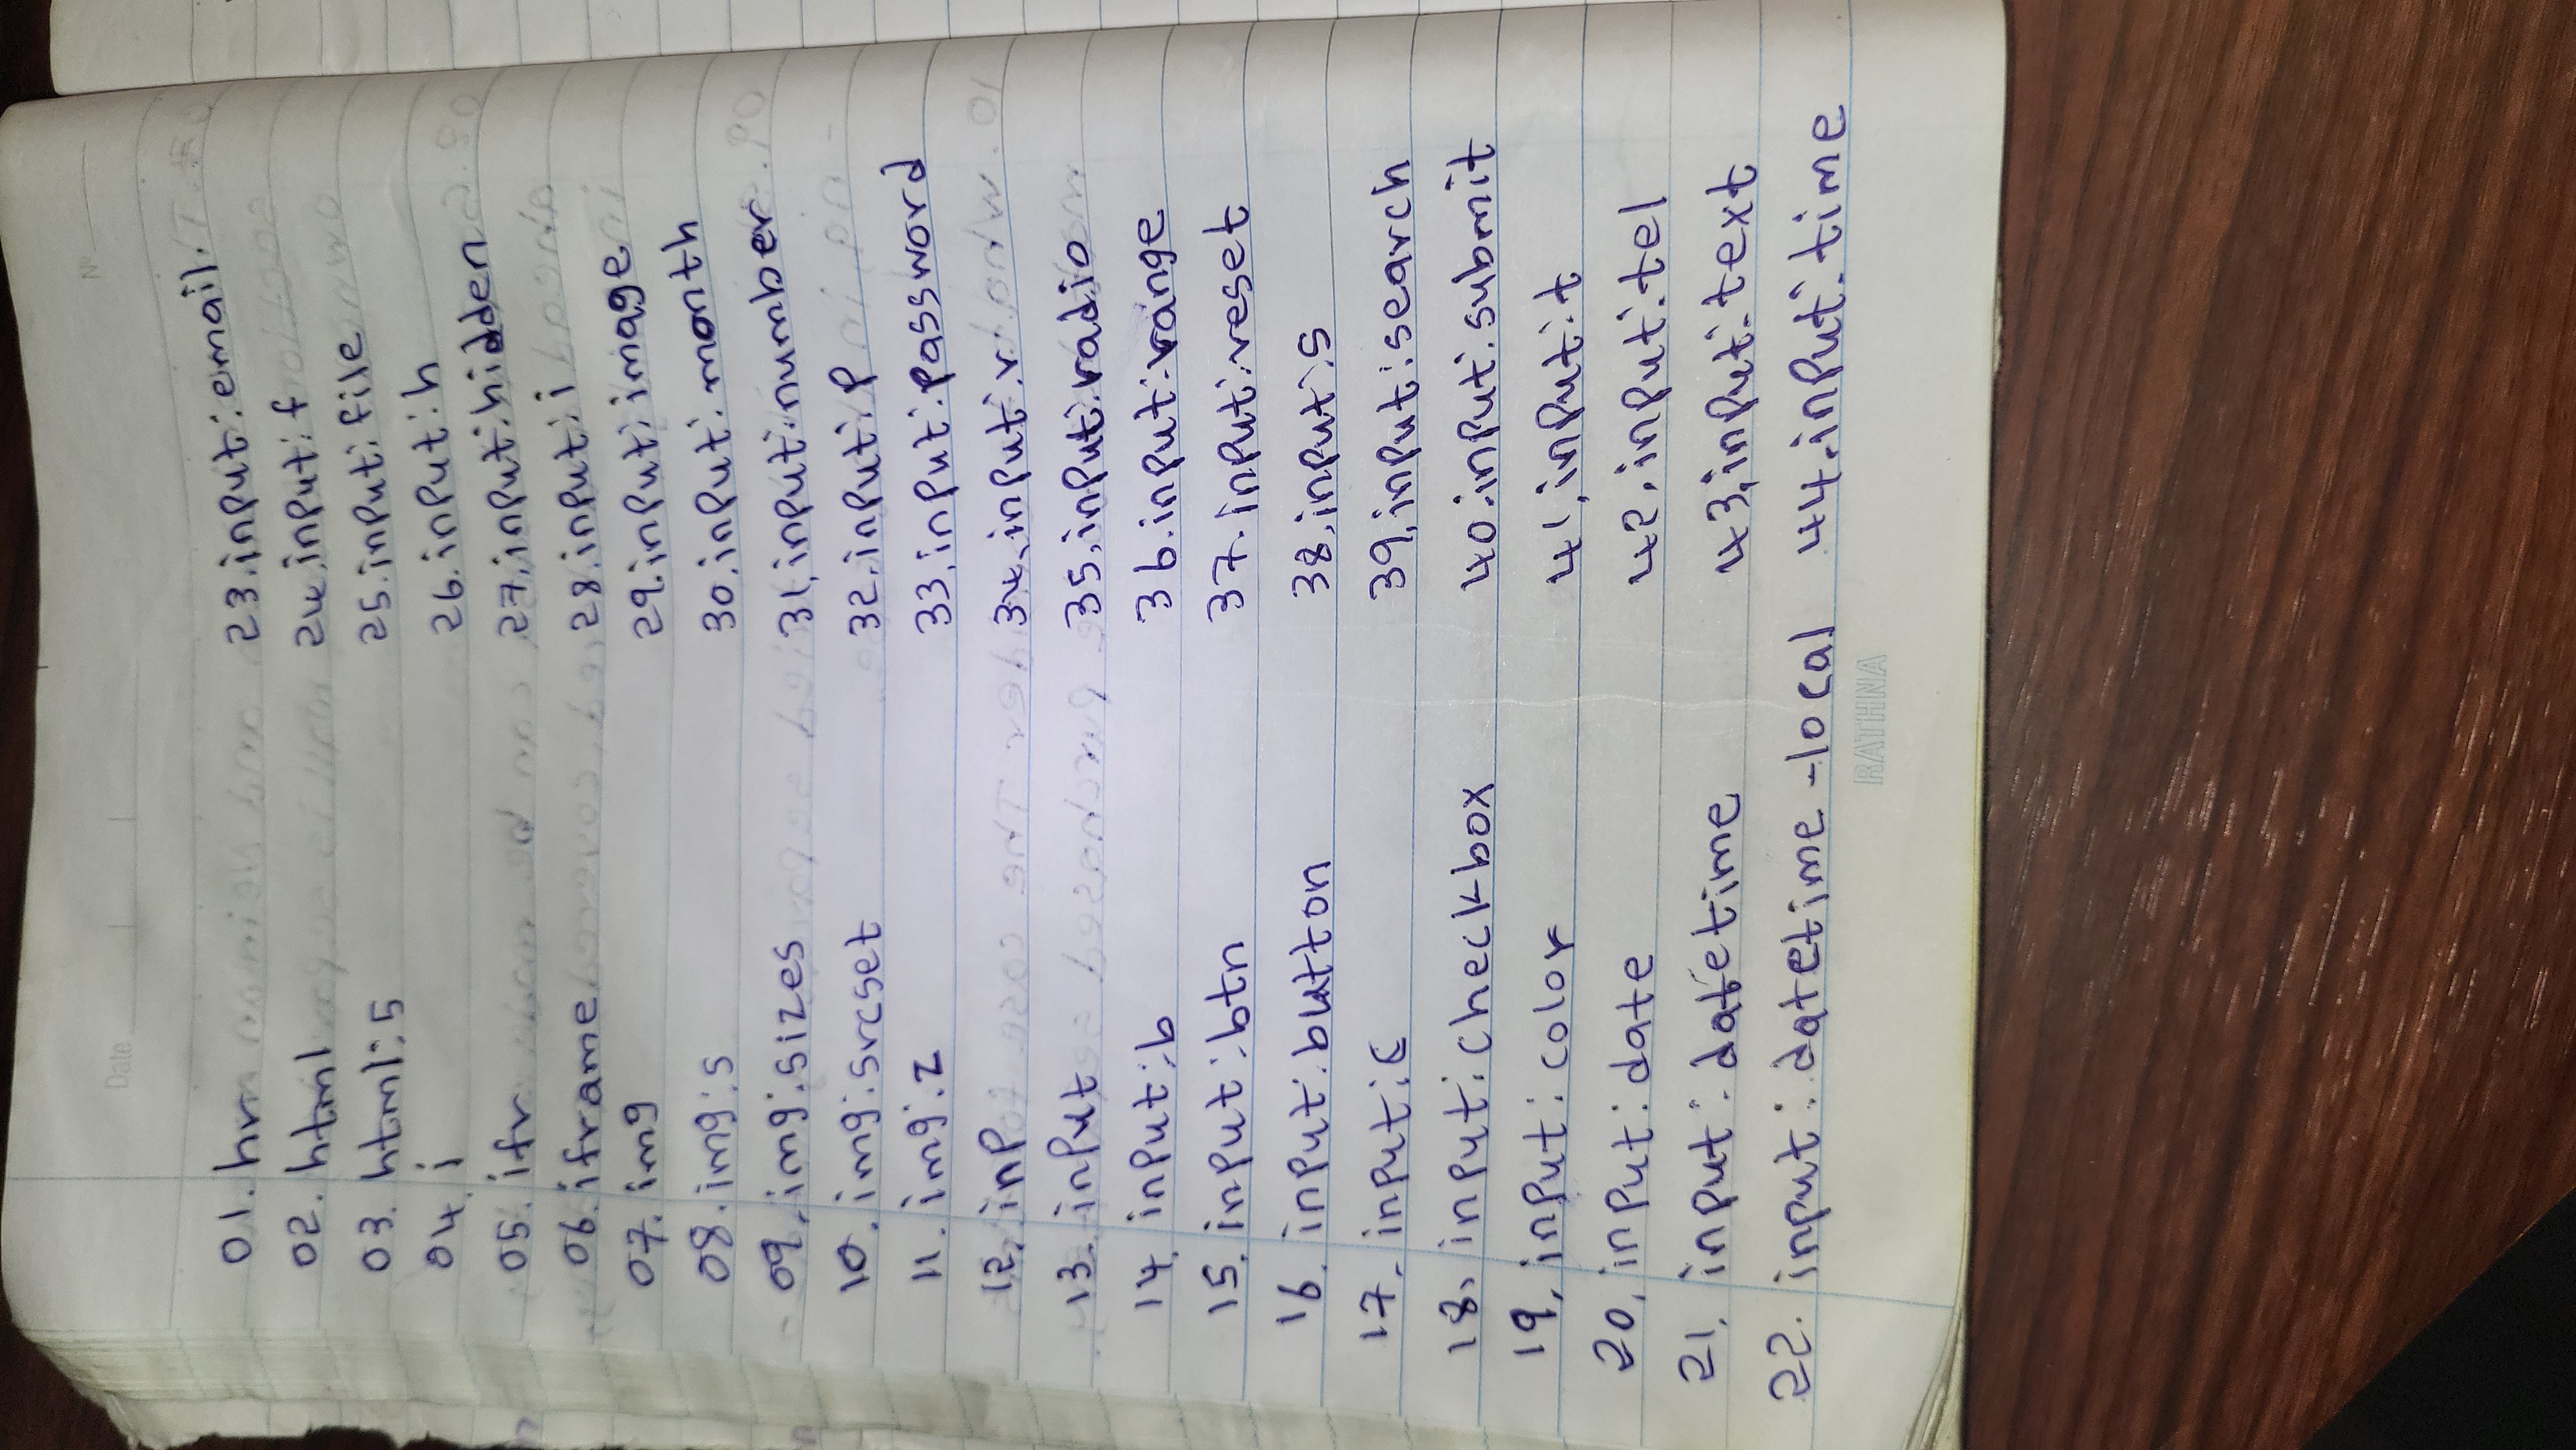 Date
No
01. hr
02. html
03. html:5
04. i
05. ifr
06. iframe
07. img
08. img:s
09. img:sizes
10. img:srcset
11. img:z
12. inp
13. input
14. input:b
15. input:btn
16. input:button
17. input:c
18. input:checkbox
19. input:color
20. input:date
21. input:datetime
22. input:datetime-local
23. input:email.
24. input:f
25. input:file
26. input:h
27. input:hidden
28. input:i
29. input:image
30. input:month
31. input:number
32. input:p
33. input:password
34. input:r
35. input:radio
36. input:range
37. input:reset
38. input:s
39. input:search
40. input:submit
41. input:t
42. input:tel
43. input:text
44. input:time
RATHNA